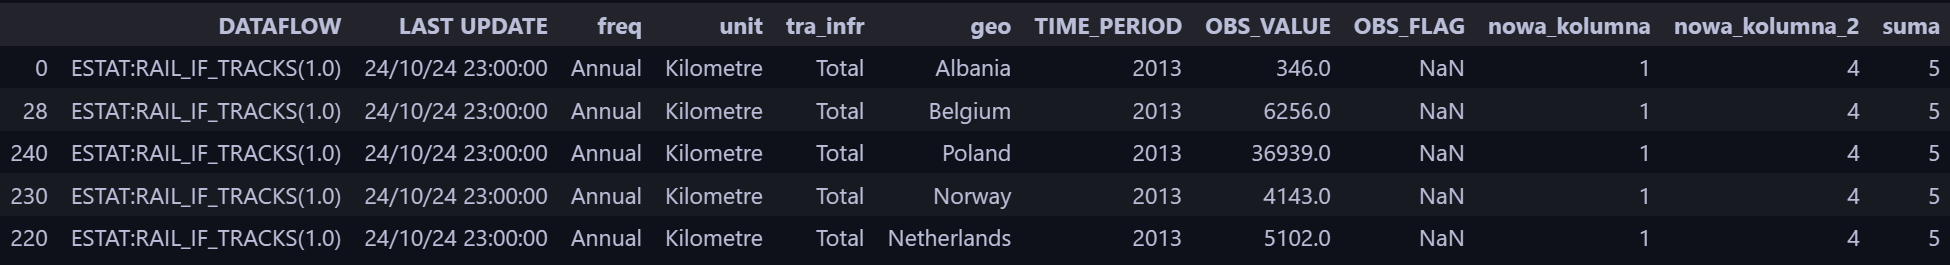 DATAFLOW LAST UPDATE freq unit tra_infr geo TIME_PERIOD OBS_VALUE OBS_FLAG nowa_kolumna nowa_kolumna_2 suma
0 ESTAT:RAIL_IF_TRACKS(1.0) 24/10/24 23:00:00 Annual Kilometre Total Albania 2013 346.0 NaN 1 4 5
28 ESTAT:RAIL_IF_TRACKS(1.0) 24/10/24 23:00:00 Annual Kilometre Total Belgium 2013 6256.0 NaN 1 4 5
240 ESTAT:RAIL_IF_TRACKS(1.0) 24/10/24 23:00:00 Annual Kilometre Total Poland 2013 36939.0 NaN 1 4 5
230 ESTAT:RAIL_IF_TRACKS(1.0) 24/10/24 23:00:00 Annual Kilometre Total Norway 2013 4143.0 NaN 1 4 5
220 ESTAT:RAIL_IF_TRACKS(1.0) 24/10/24 23:00:00 Annual Kilometre Total Netherlands 2013 5102.0 NaN 1 4 5